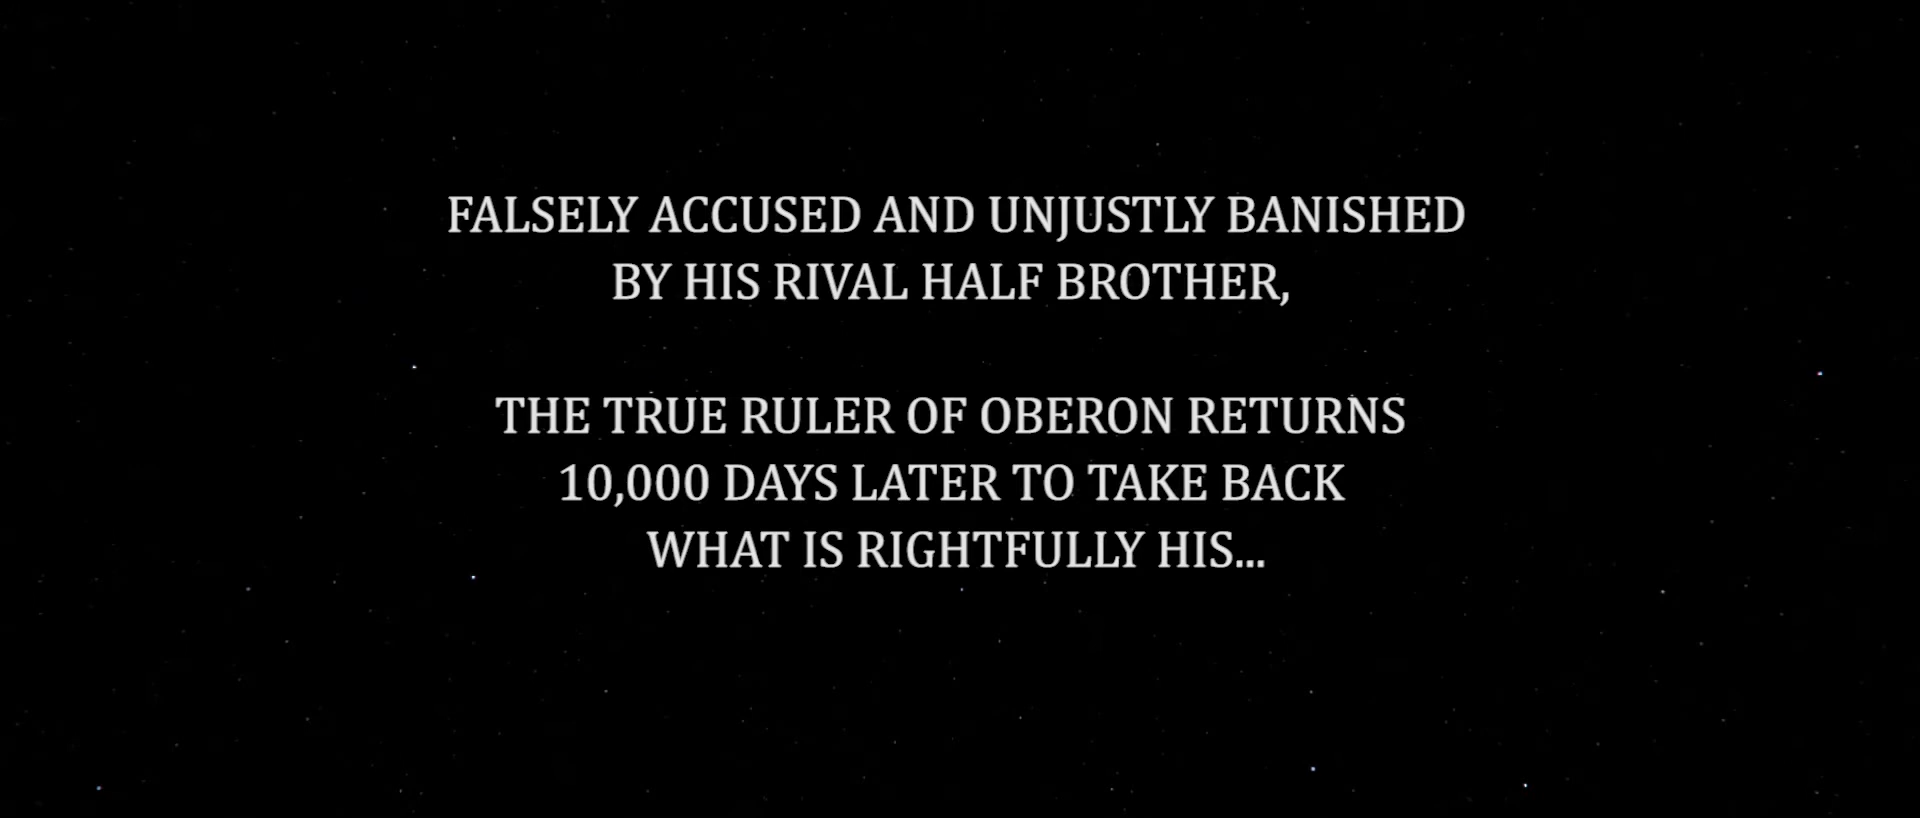 FALSELY ACCUSED AND UNJUSTLY BANISHED
BY HIS RIVAL HALF BROTHER,
THE TRUE RULER OF OBERON RETURNS
10,000 DAYS LATER TO TAKE BACK
WHAT IS RIGHTFULLY HIS...